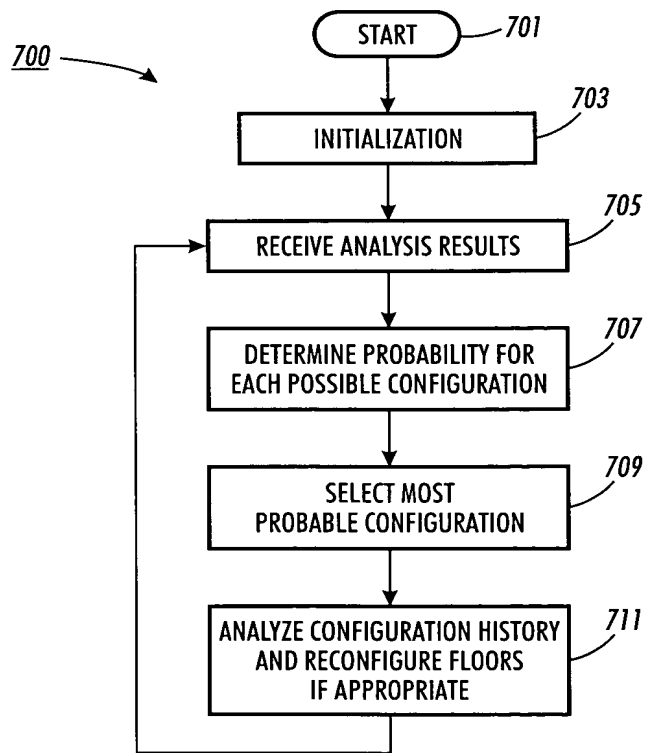 700
START
701
INITIALIZATION
703
RECEIVE ANALYSIS RESULTS
705
DETERMINE PROBABILITY FOR
EACH POSSIBLE CONFIGURATION
707
SELECT MOST
PROBABLE CONFIGURATION
709
ANALYZE CONFIGURATION HISTORY
AND RECONFIGURE FLOORS
IF APPROPRIATE
711